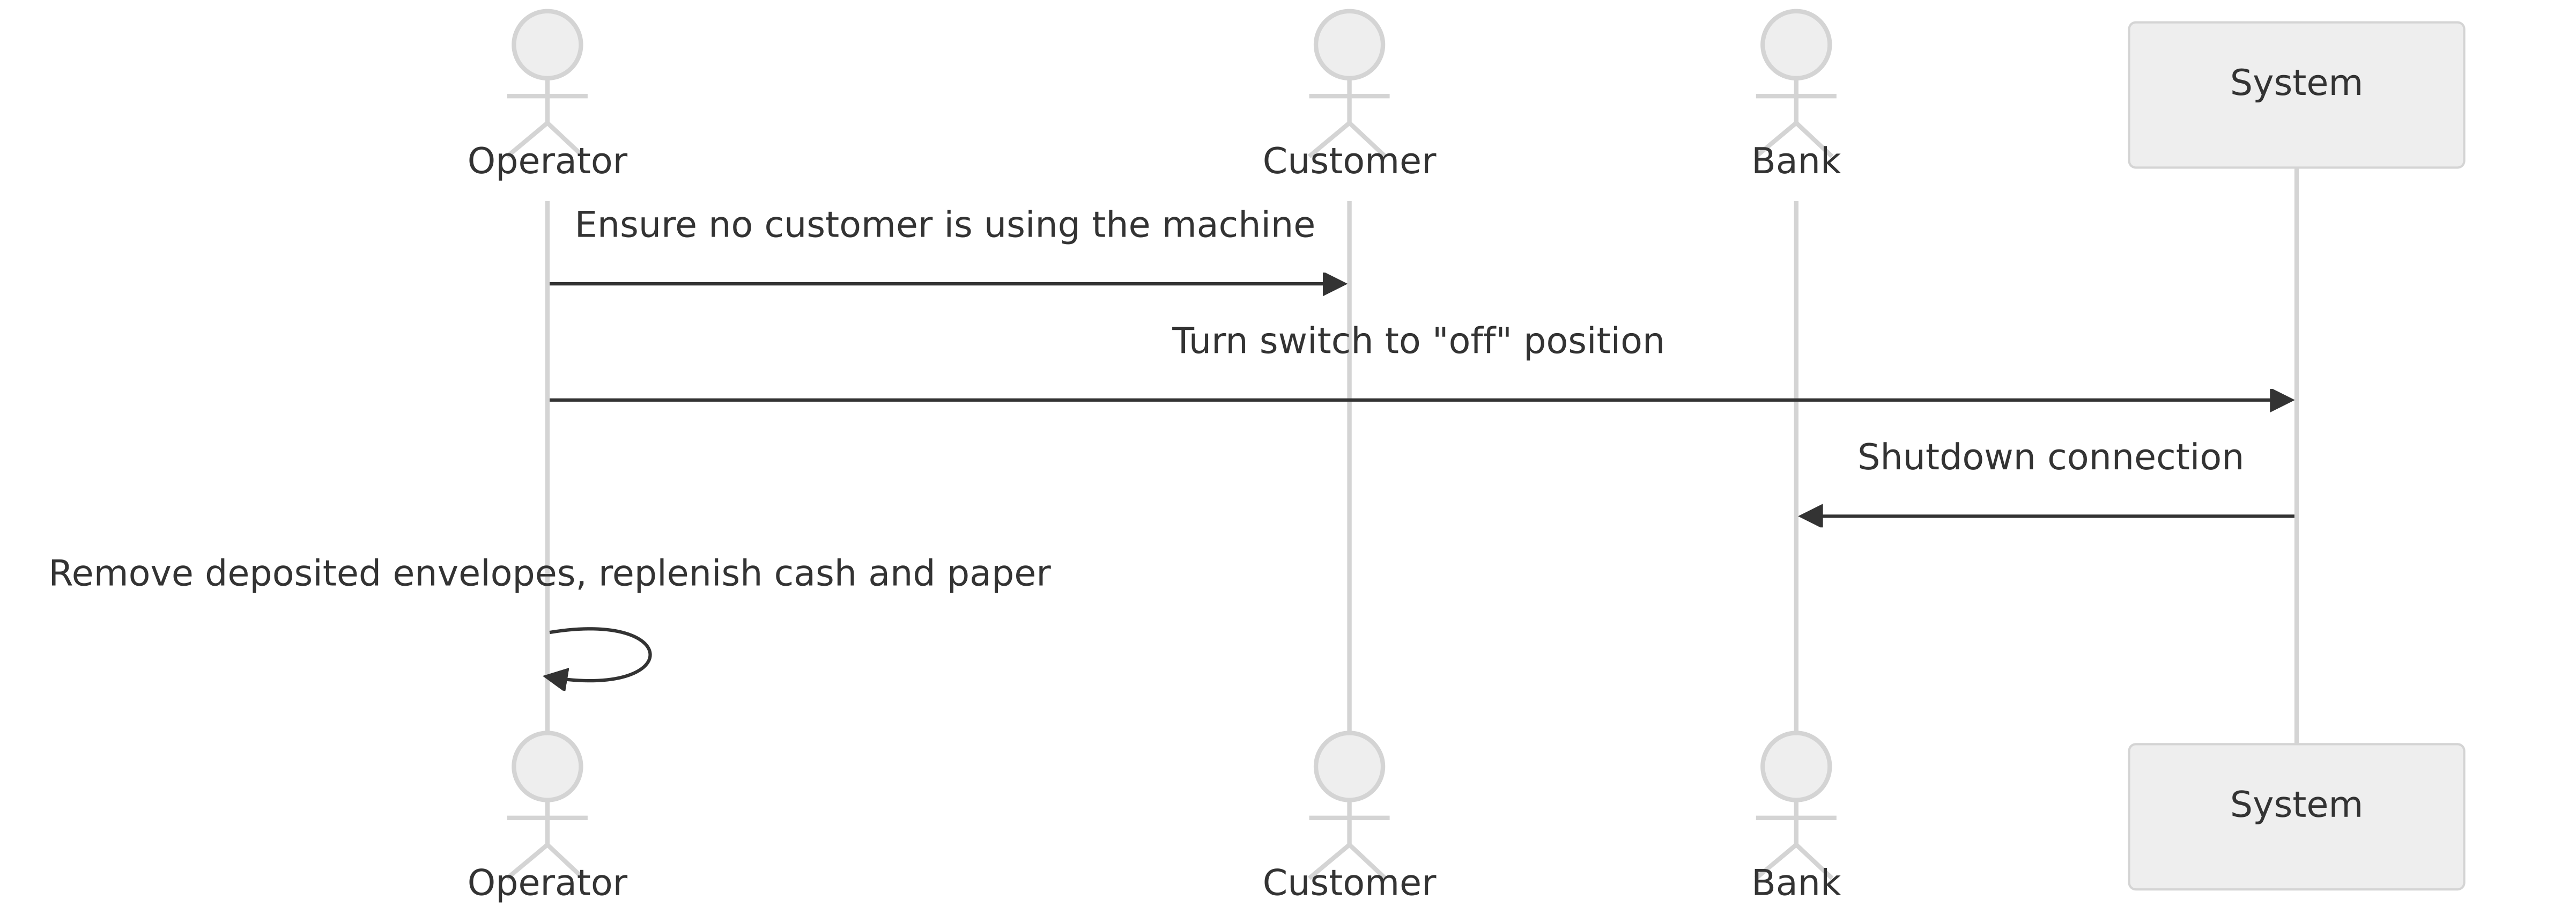 Operator
Customer
Bank
System
Ensure no customer is using the machine
Turn switch to "off" position
Shutdown connection
Remove deposited envelopes, replenish cash and paper
Operator
Customer
Bank
System